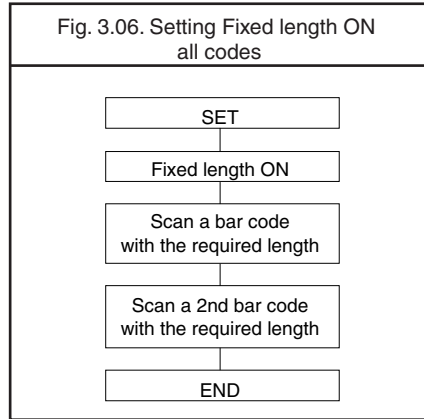 Fig. 3.06. Setting Fixed length ON
all codes
SET
Fixed length ON
Scan a bar code
with the required length
Scan a 2nd bar code
with the required length
END